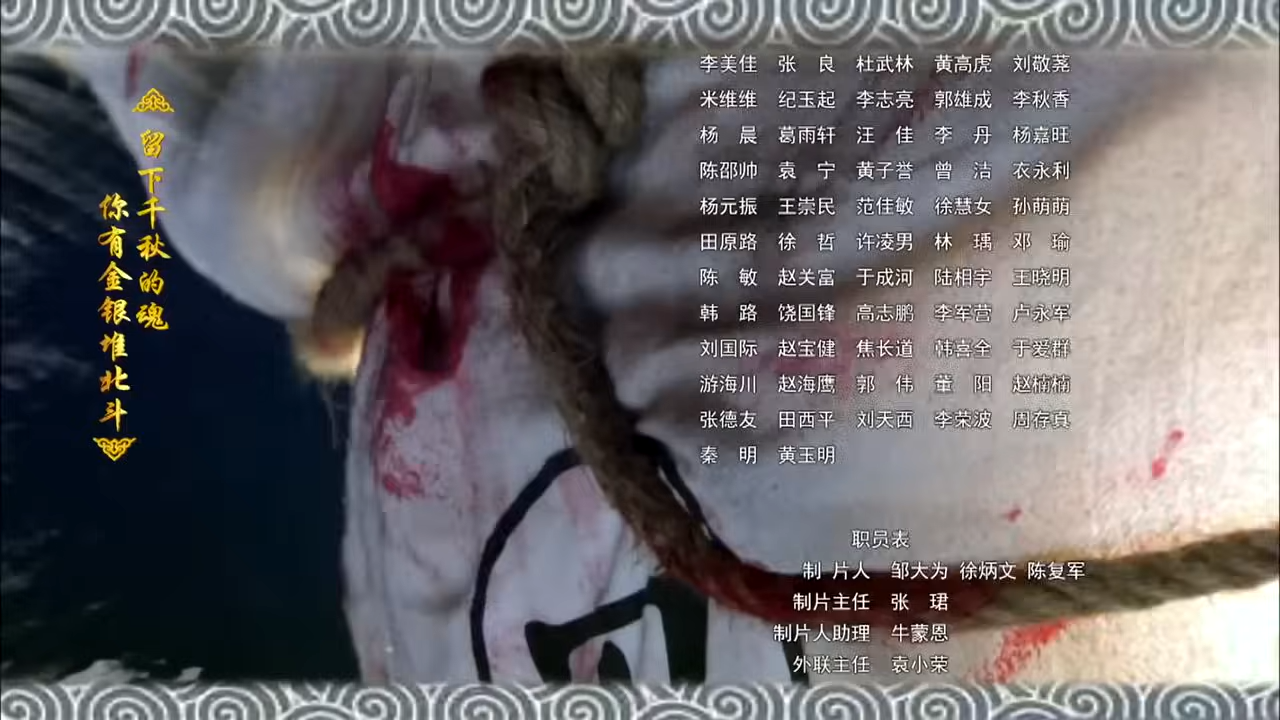 留下千秋的魂
你有金银堆北斗
李美佳 张 良 杜武林 黄高虎 刘敬荛
米维维 纪玉起 李志亮 郭雄成 李秋香
杨 晨 葛雨轩 汪 佳 李 丹 杨嘉旺
陈邵帅 袁 宁 黄子誉 曾 洁 衣永利
杨元振 王崇民 范佳敏 徐慧女 孙萌萌
田原路 徐 哲 许凌男 林 瑀 邓 瑜
陈 敏 赵关富 于成河 陆相宇 王晓明
韩 路 饶国锋 高志鹏 李军营 卢永军
刘国际 赵宝健 焦长道 韩喜全 于爱群
游海川 赵海鹰 郭 伟 董 阳 赵楠楠
张德友 田西平 刘天西 李荣波 周存真
秦 明 黄玉明
职员表
制 片人 邹大为 徐炳文 陈复军
制片主任 张 珺
制片人助理 牛蒙恩
外联主任 袁小荣